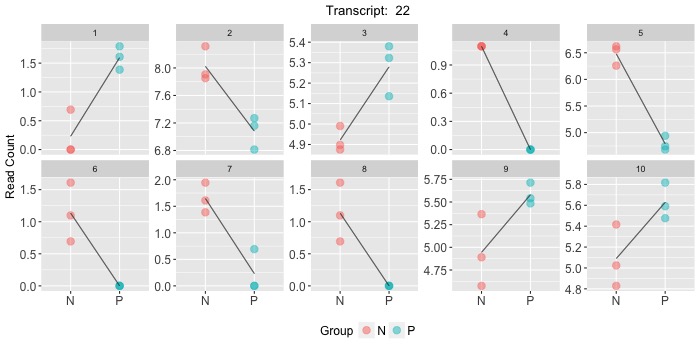 Transcript: 22
1 2 3 4 5
1.5 1.0 0.5 0.0
8.4 8.0 7.6 7.2 6.8
5.4 5.3 5.2 5.1 5.0 4.9
0.9 0.6 0.3 0.0
6.5 6.0 5.5 5.0
Read Count
6 7 8 9 10
1.5 1.0 0.5 0.0
2.0 1.5 1.0 0.5 0.0
1.5 1.0 0.5 0.0
5.75 5.50 5.25 5.00 4.75
5.8 5.6 5.4 5.2 5.0 4.8
N P N P N P N P N P
Group N P